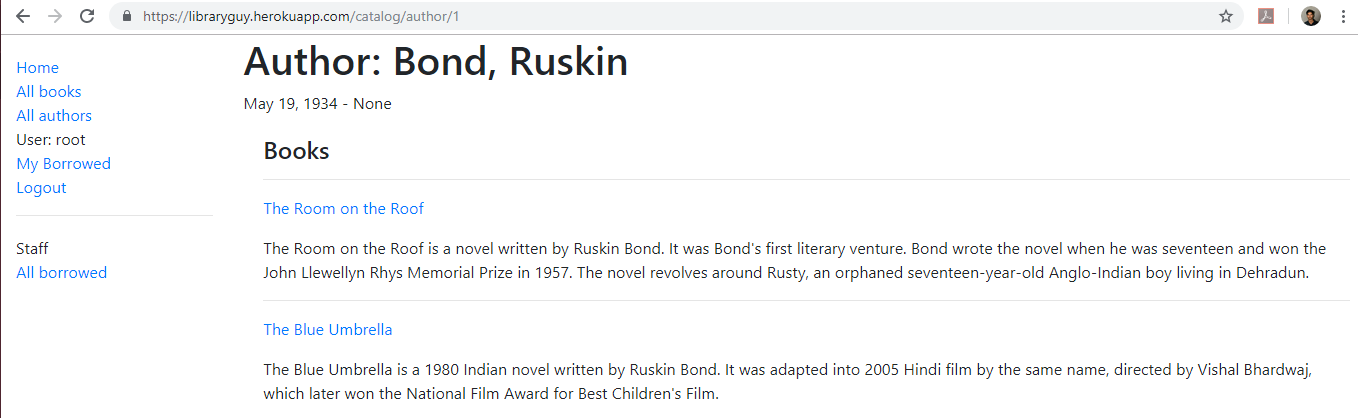 https://libraryguy.herokuapp.com/catalog/author/1
Home
All books
All authors
User: root
My Borrowed
Logout
Staff
All borrowed
Author: Bond, Ruskin
May 19, 1934 - None
Books
The Room on the Roof
The Room on the Roof is a novel written by Ruskin Bond. It was Bond's first literary venture. Bond wrote the novel when he was seventeen and won the
John Llewellyn Rhys Memorial Prize in 1957. The novel revolves around Rusty, an orphaned seventeen-year-old Anglo-Indian boy living in Dehradun.
The Blue Umbrella
The Blue Umbrella is a 1980 Indian novel written by Ruskin Bond. It was adapted into 2005 Hindi film by the same name, directed by Vishal Bhardwaj,
which later won the National Film Award for Best Children's Film.